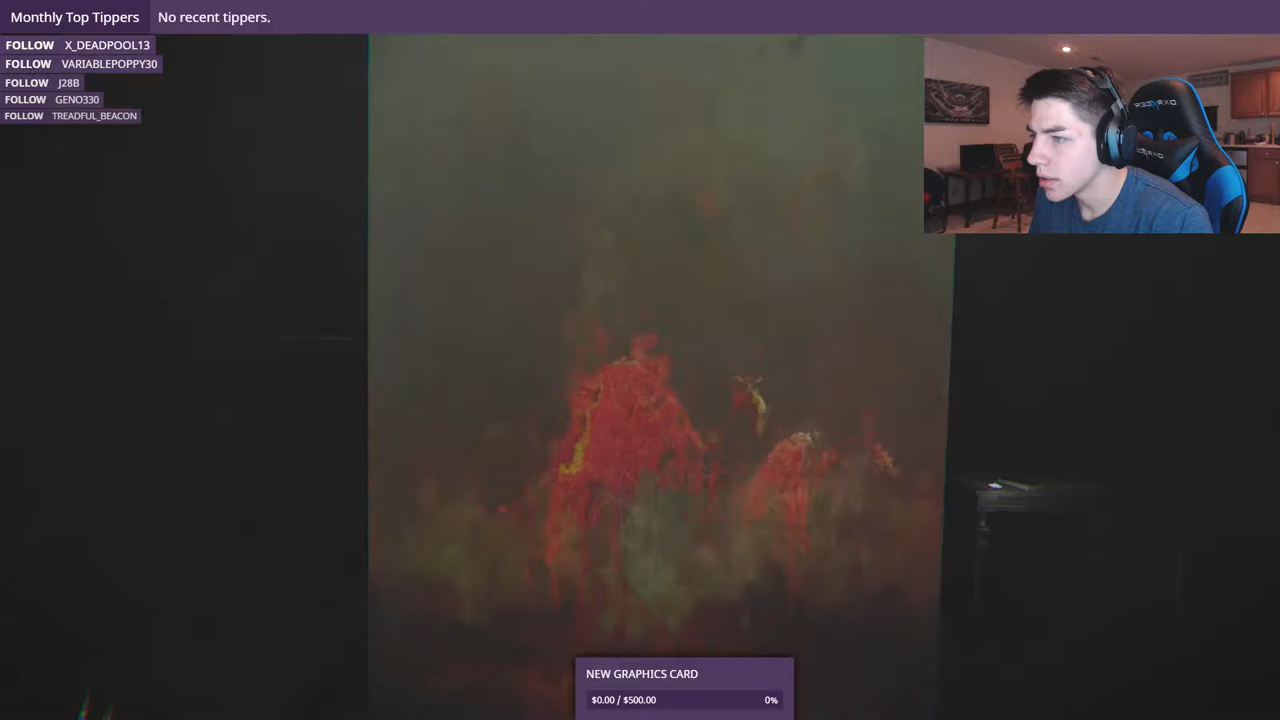 Monthly Top Tippers No recent tippers.
FOLLOW X_DEADPOOL13
FOLLOW VARIABLEPOPPY30
FOLLOW J28B
FOLLOW GENO330
FOLLOW TREADFUL_BEACON
NEW GRAPHICS CARD
$0.00 / $500.00 0%